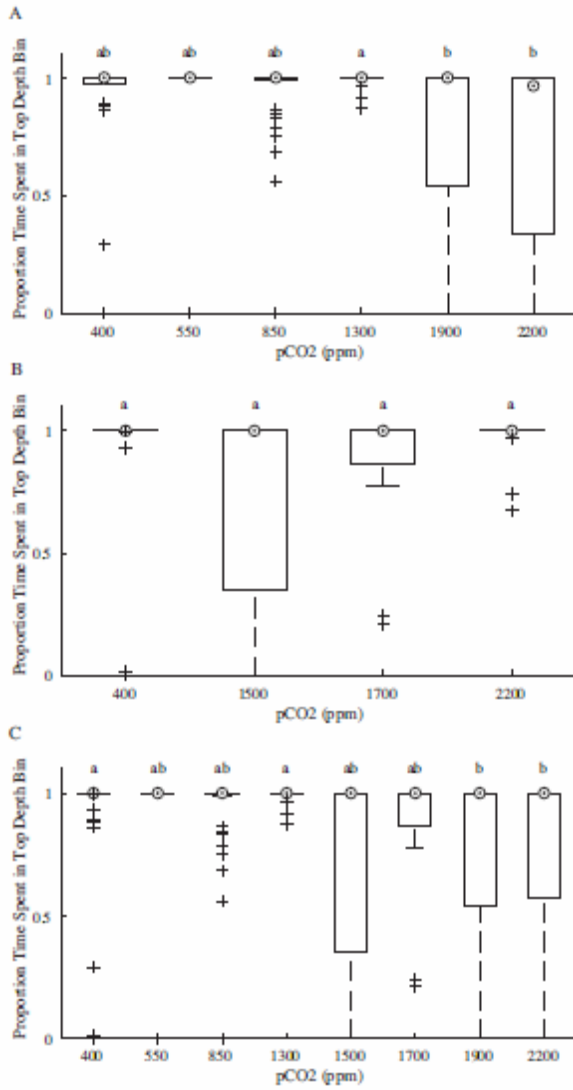 A
ab ab ab a b b
Proportion Time Spent in Top Depth Bin
1
0.5
0
400 550 850 1300 1900 2200
pCO2 (ppm)
B
a a a a
Proportion Time Spent in Top Depth Bin
1
0.5
0
400 1500 1700 2200
pCO2 (ppm)
C
a ab ab a ab ab b b
Proportion Time Spent in Top Depth Bin
1
0.5
0
400 550 850 1300 1500 1700 1900 2200
pCO2 (ppm)